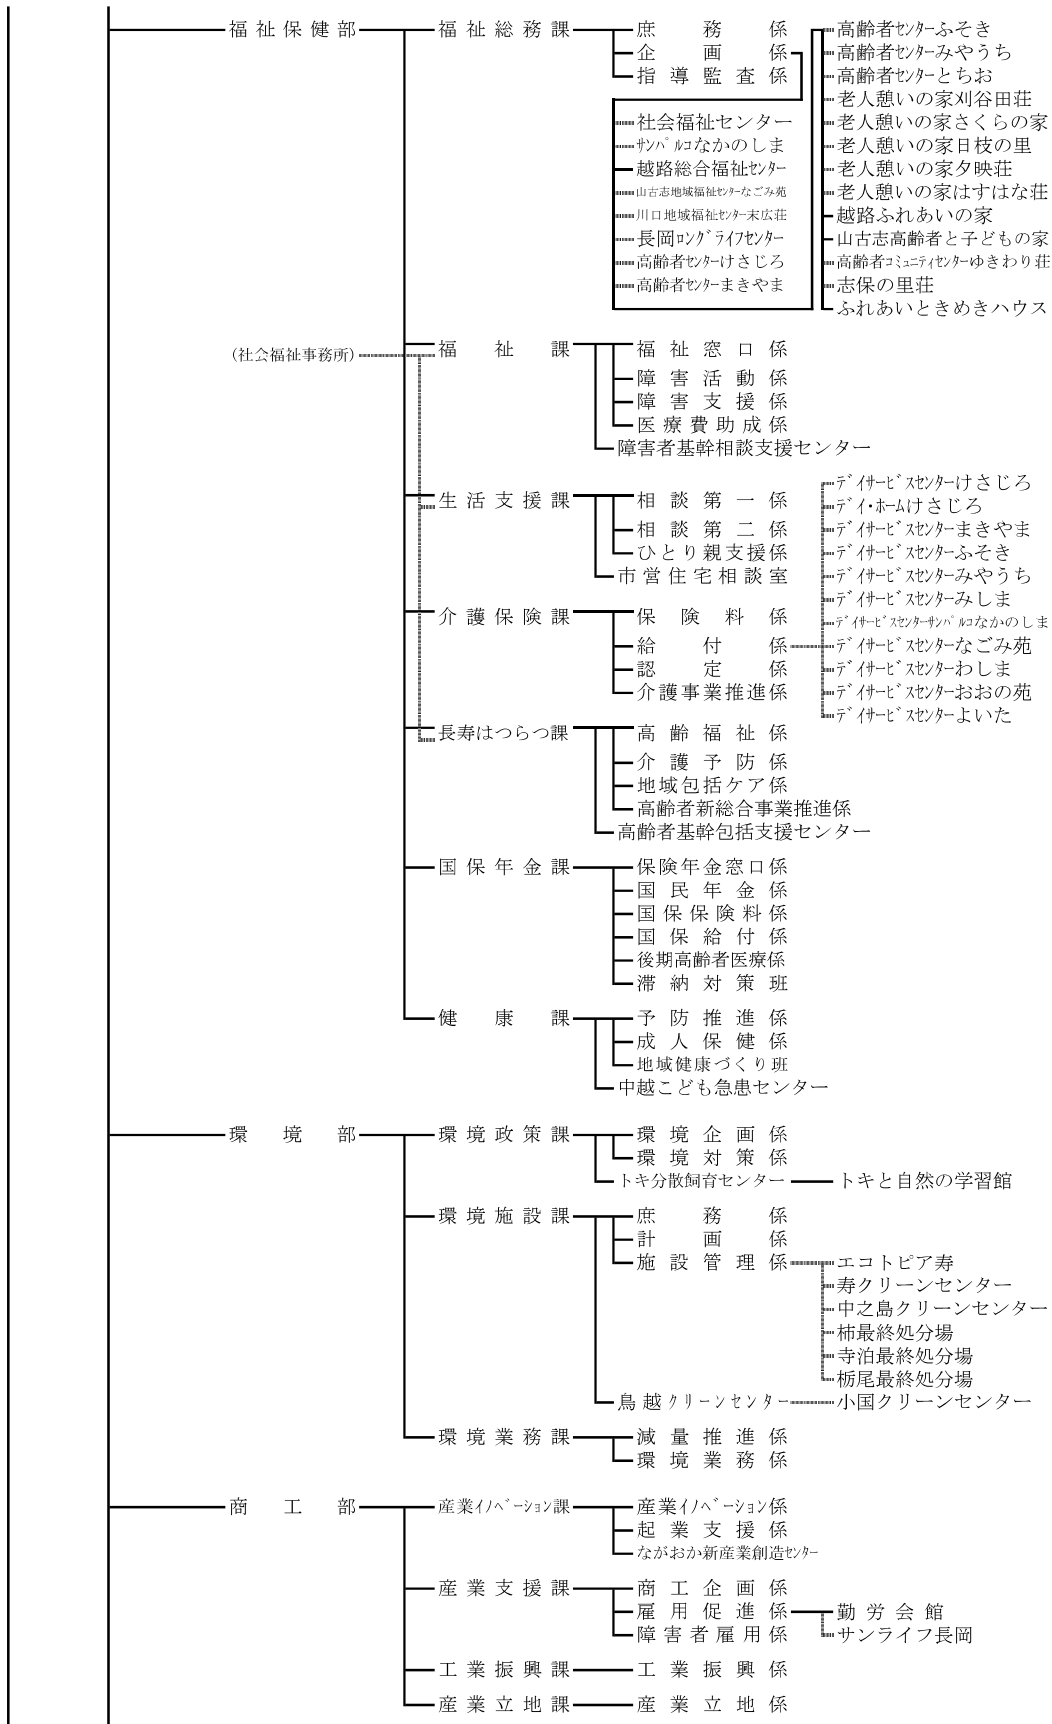 福祉保健部 福祉総務課 庶務係 高齢者ｾﾝﾀｰふそき
企画係 高齢者ｾﾝﾀｰみやうち
指導監査係 高齢者ｾﾝﾀｰとちお
老人憩いの家刈谷田荘
社会福祉センター 老人憩いの家さくらの家
ｻﾝﾊﾟﾙｺなかのしま 老人憩いの家日枝の里
越路総合福祉ｾﾝﾀｰ 老人憩いの家夕映荘
山古志地域福祉ｾﾝﾀｰなごみ苑 老人憩いの家はすはな荘
川口地域福祉ｾﾝﾀｰ末広荘 越路ふれあいの家
長岡ﾛﾝｸﾞﾗｲﾌｾﾝﾀｰ 山古志高齢者と子どもの家
高齢者ｾﾝﾀｰけさじろ 高齢者ｺﾐｭﾆﾃｨｾﾝﾀｰゆきわり荘
高齢者ｾﾝﾀｰまきやま 志保の里荘
ふれあいときめきハウス
(社会福祉事務所) 福祉課 福祉窓口係
障害活動係
障害支援係
医療費助成係
障害者基幹相談支援センター
ﾃﾞｲｻｰﾋﾞｽｾﾝﾀｰけさじろ
生活支援課 相談第一係 ﾃﾞｲ・ﾎｰﾑけさじろ
相談第二係 ﾃﾞｲｻｰﾋﾞｽｾﾝﾀｰまきやま
ひとり親支援係 ﾃﾞｲｻｰﾋﾞｽｾﾝﾀｰふそき
市営住宅相談室 ﾃﾞｲｻｰﾋﾞｽｾﾝﾀｰみやうち
ﾃﾞｲｻｰﾋﾞｽｾﾝﾀｰみしま
介護保険課 保険料係 ﾃﾞｲｻｰﾋﾞｽｾﾝﾀｰｻﾝﾊﾟﾙｺなかのしま
給付係 ﾃﾞｲｻｰﾋﾞｽｾﾝﾀｰなごみ苑
認定係 ﾃﾞｲｻｰﾋﾞｽｾﾝﾀｰわしま
介護事業推進係 ﾃﾞｲｻｰﾋﾞｽｾﾝﾀｰおおの苑
ﾃﾞｲｻｰﾋﾞｽｾﾝﾀｰよいた
長寿はつらつ課 高齢福祉係
介護予防係
地域包括ケア係
高齢者新総合事業推進係
高齢者基幹包括支援センター
国保年金課 保険年金窓口係
国民年金係
国保保険料係
国保給付係
後期高齢者医療係
滞納対策班
健康課 予防推進係
成人保健係
地域健康づくり班
中越こども急患センター
環境部 環境政策課 環境企画係
環境対策係
トキ分散飼育センター トキと自然の学習館
環境施設課 庶務係
計画係
施設管理係 エコトピア寿
寿クリーンセンター
中之島クリーンセンター
柿最終処分場
寺泊最終処分場
栃尾最終処分場
鳥越クリーンセンター 小国クリーンセンター
環境業務課 減量推進係
環境業務係
商工部 産業ｲﾉﾍﾞｰｼｮﾝ課 産業ｲﾉﾍﾞｰｼｮﾝ係
起業支援係
ながおか新産業創造ｾﾝﾀｰ
産業支援課 商工企画係
雇用促進係 勤労会館
障害者雇用係 サンライフ長岡
工業振興課 工業振興係
産業立地課 産業立地係